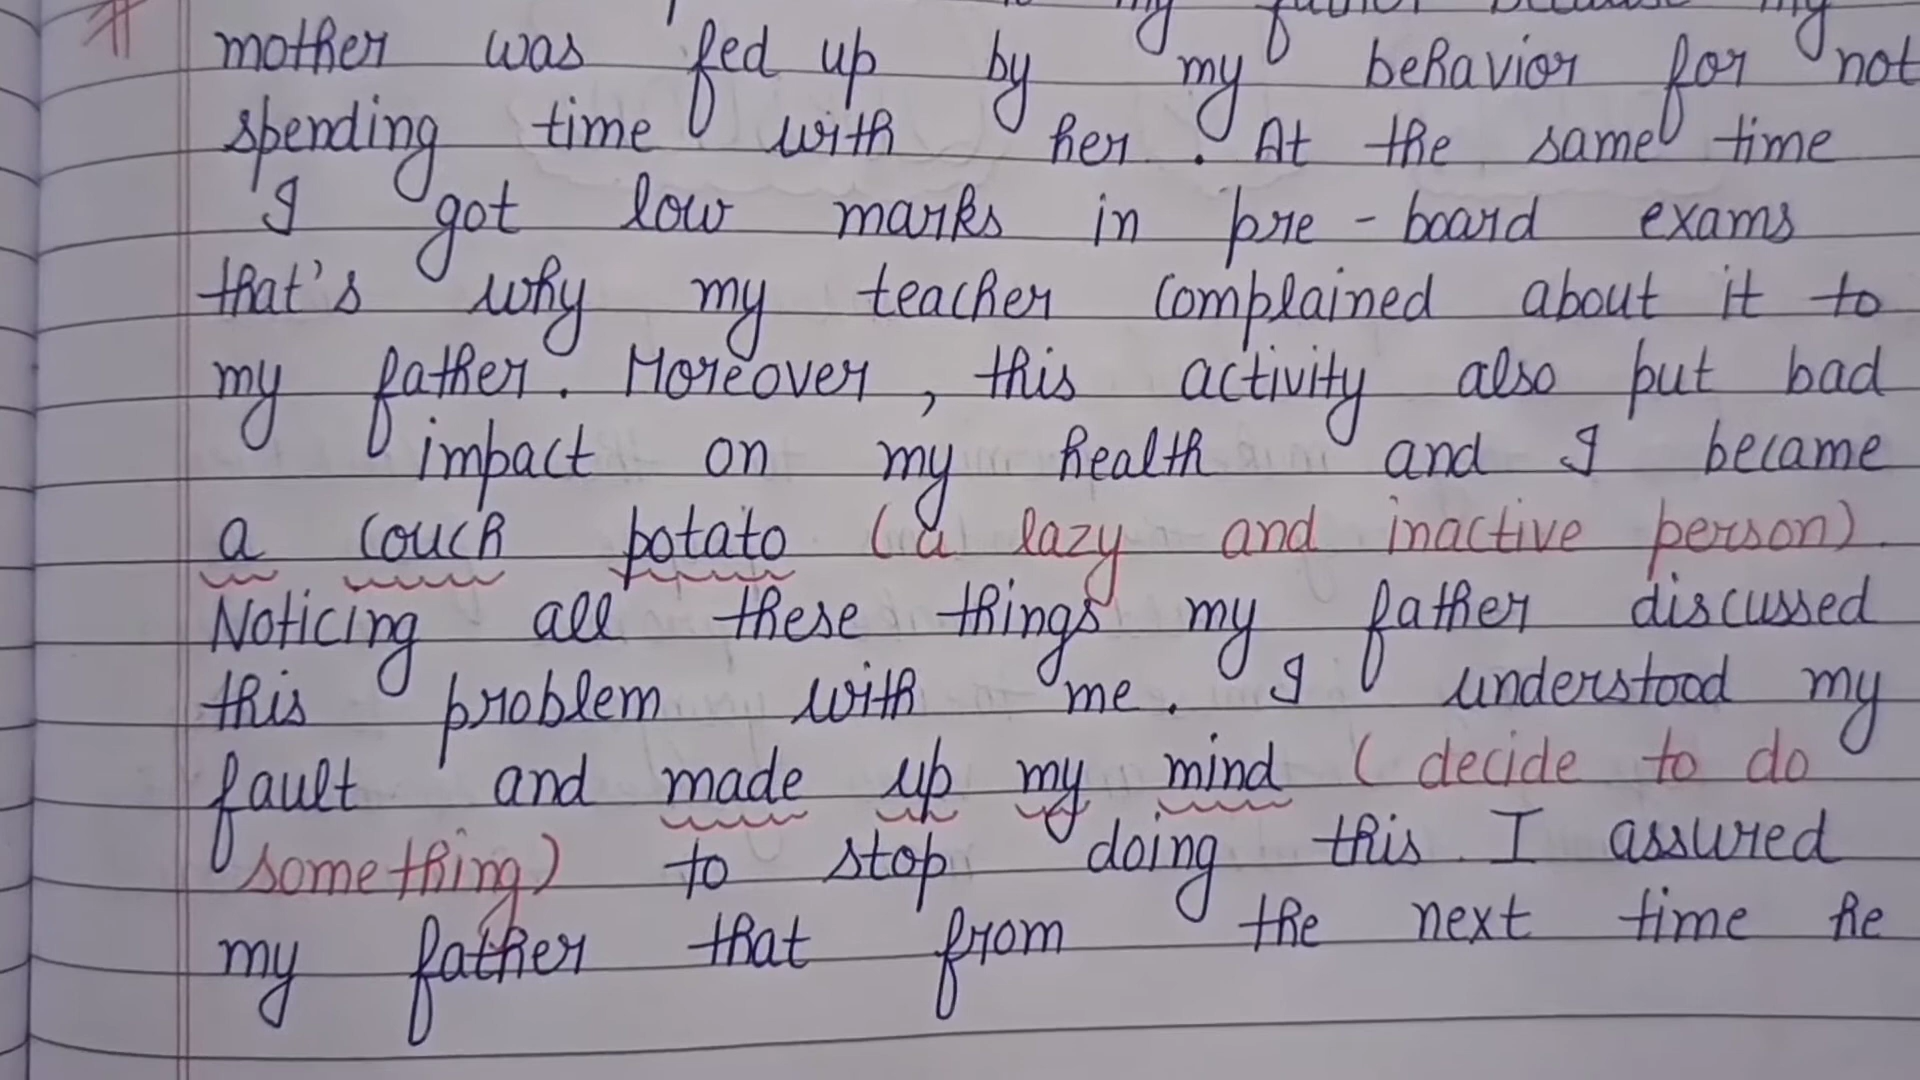 my father because my
mother was fed up by my behavior for not
spending time with her. At the same time
I got low marks in pre-board exams
that's why my teacher complained about it to
my father. Moreover, this activity also put bad
impact on my health and I became
a couch potato (a lazy and inactive person).
Noticing all these things my father discussed
this problem with me. I understood my
fault and made up my mind (decide to do
something) to stop doing this. I assured
my father that from the next time he